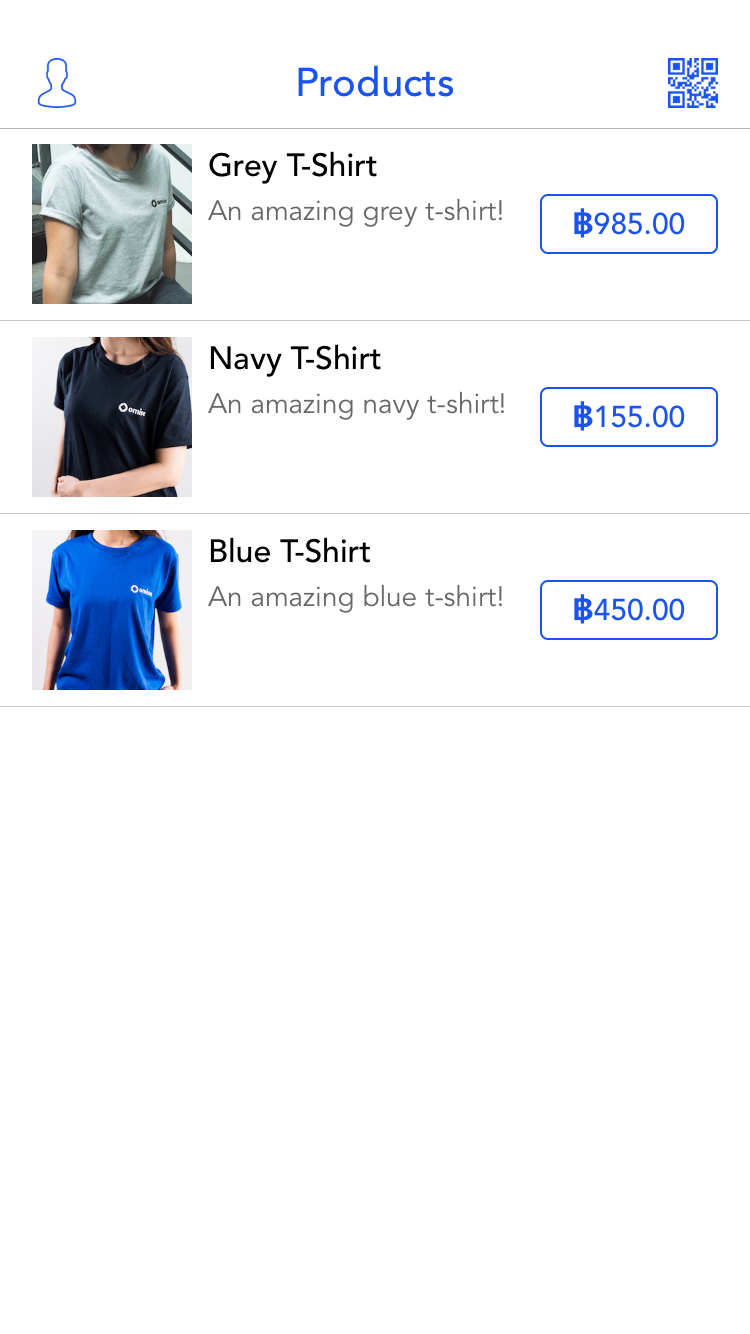 Products
Grey T-Shirt
An amazing grey t-shirt!
฿985.00
Navy T-Shirt
An amazing navy t-shirt!
฿155.00
omise
Blue T-Shirt
An amazing blue t-shirt!
฿450.00